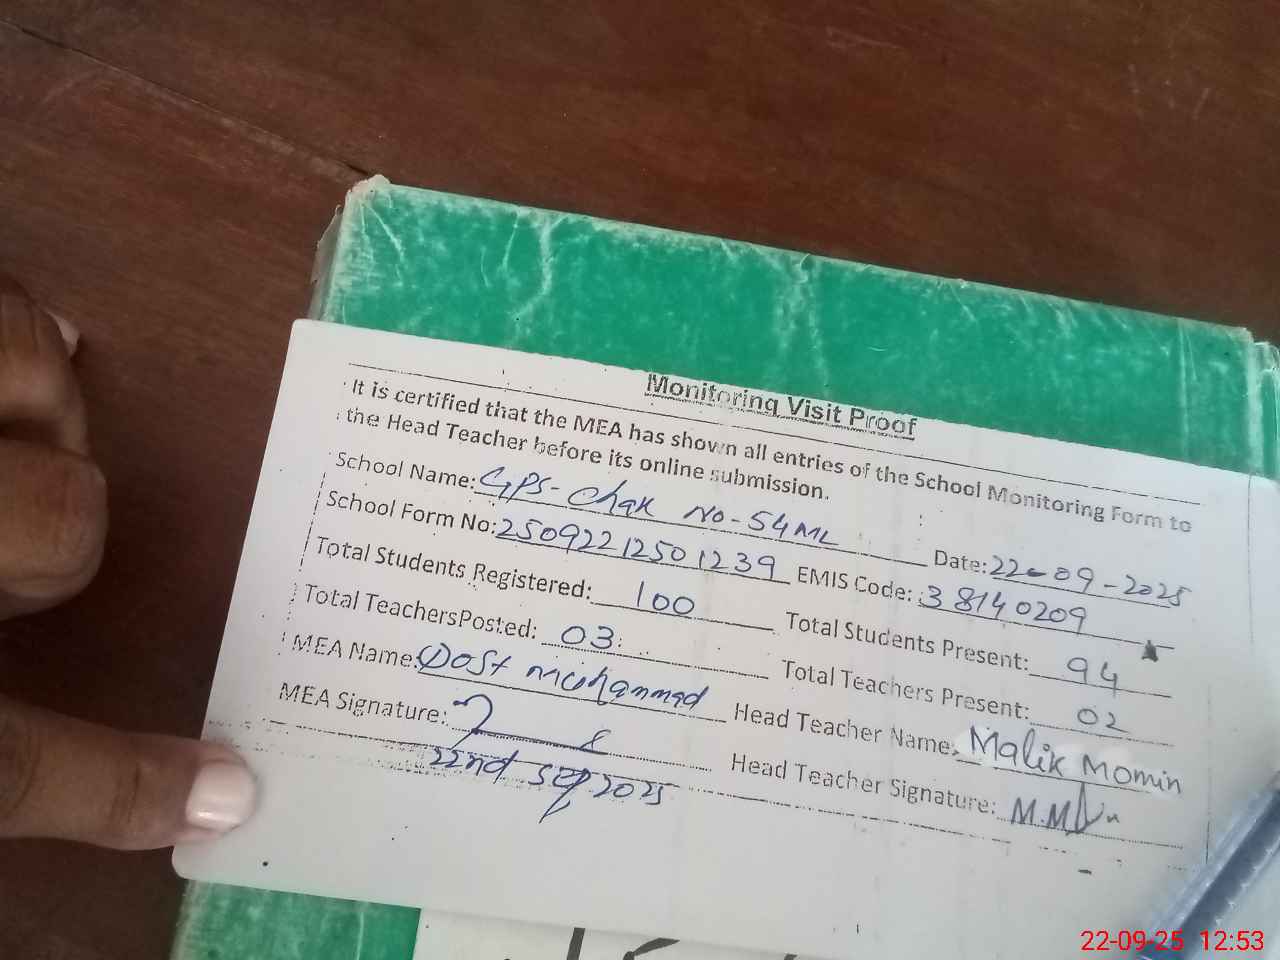 Monitoring Visit Proof
It is certified that the MEA has shown all entries of the School Monitoring Form to
the Head Teacher before its online submission.
School Name: GPS-Chak No-54ML Date: 22-09-2025
School Form No: 2509221250 1239 EMIS Code: 38140209
Total Students Registered: 100 Total Students Present: 94
Total TeachersPosted: 03. Total Teachers Present: 02
MEA Name: Dost Muhammad Head Teacher Name: Malik Momin
MEA Signature: Head Teacher Signature:
22nd Sep 2025
22-09-25 12:53